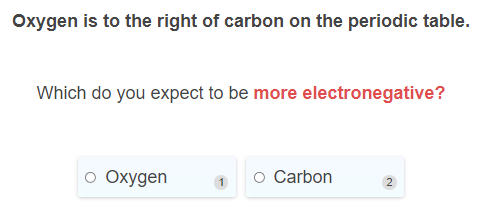 Oxygen is to the right of carbon on the periodic table.
Which do you expect to be more electronegative?
Oxygen 1 Carbon 2